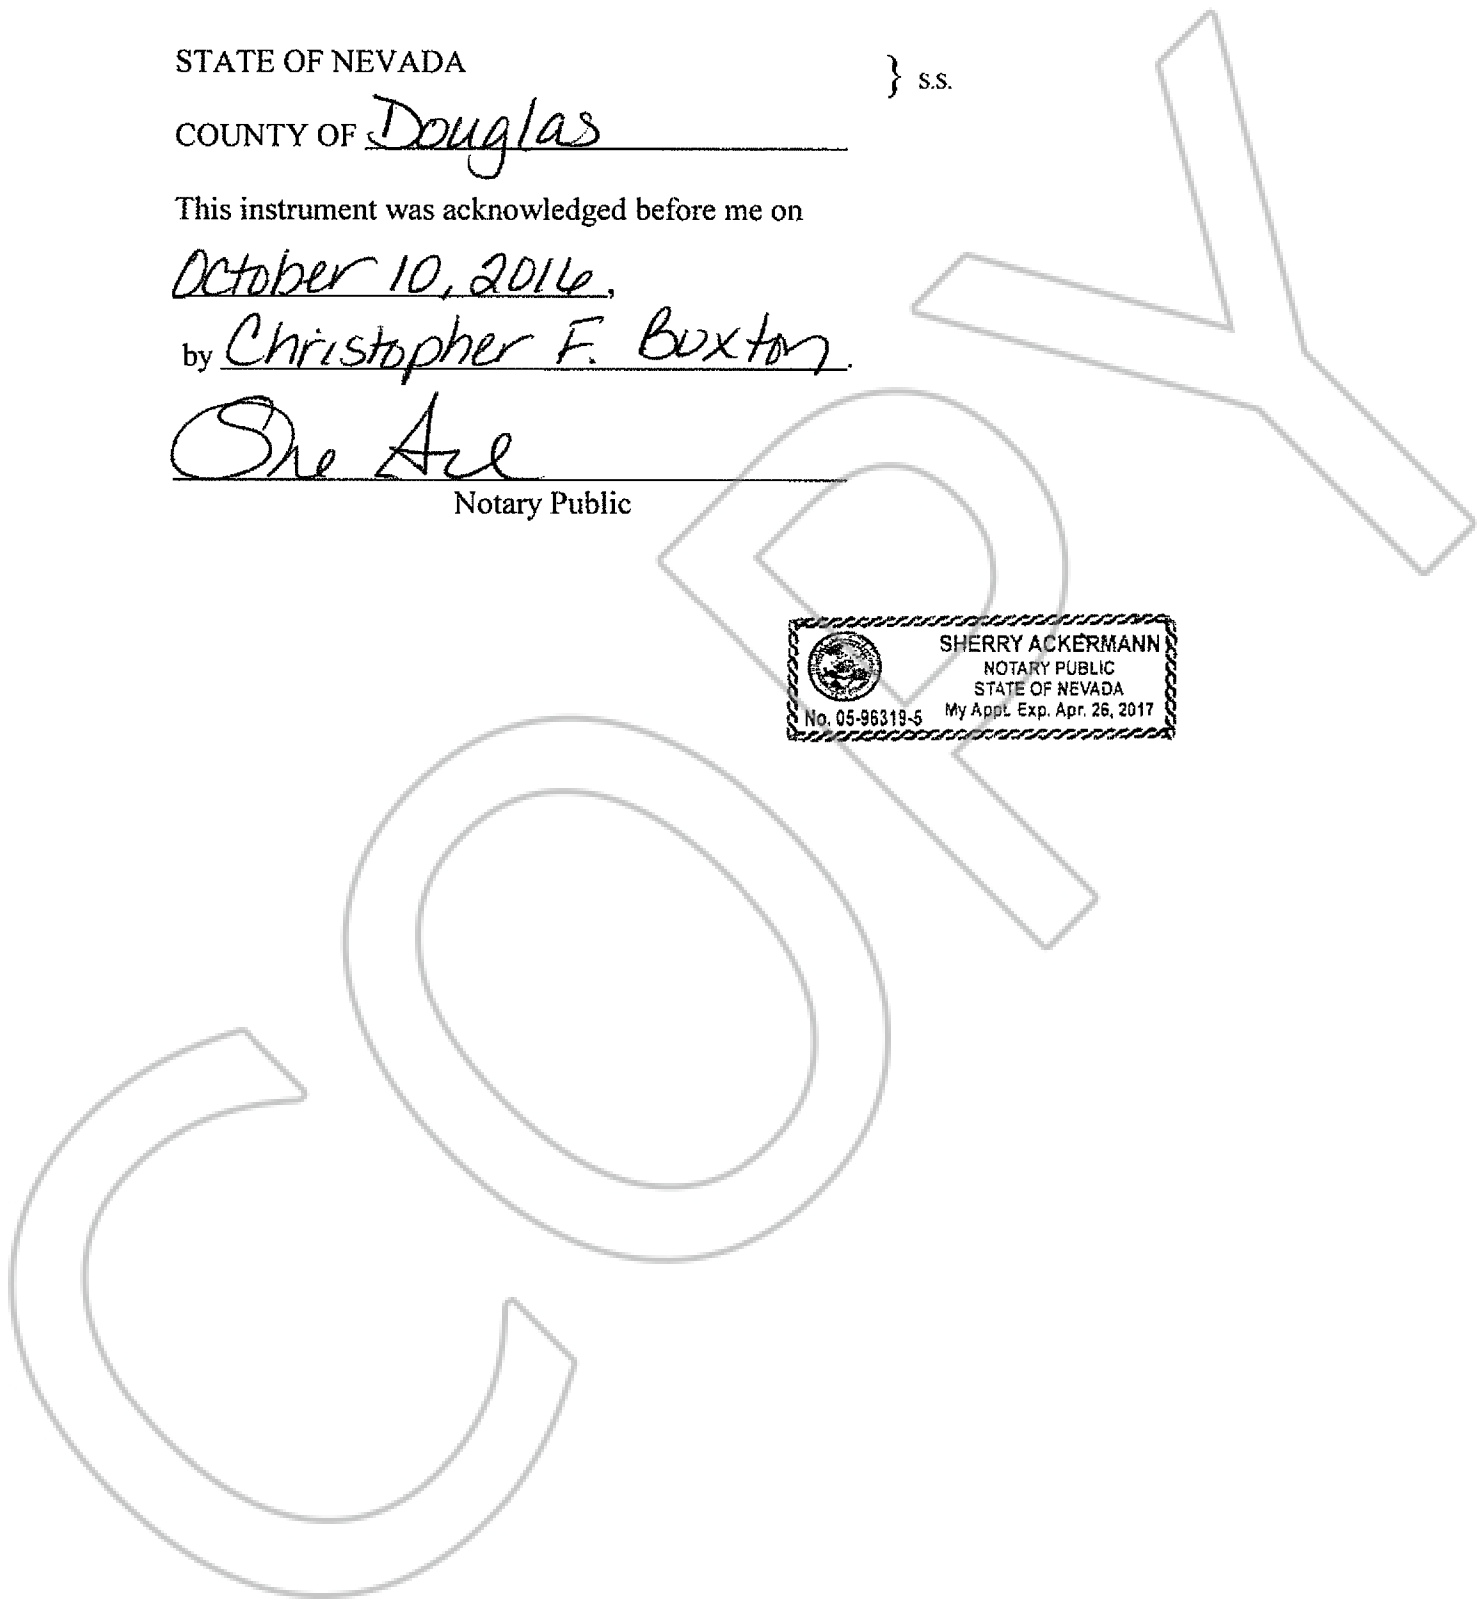 STATE OF NEVADA
} s.s.
COUNTY OF Douglas
This instrument was acknowledged before me on
October 10, 2016,
by Christopher F. Buxton.
Notary Public
SHERRY ACKERMANN
NOTARY PUBLIC
STATE OF NEVADA
No. 05-96319-5 My Appt. Exp. Apr. 26, 2017
COPY